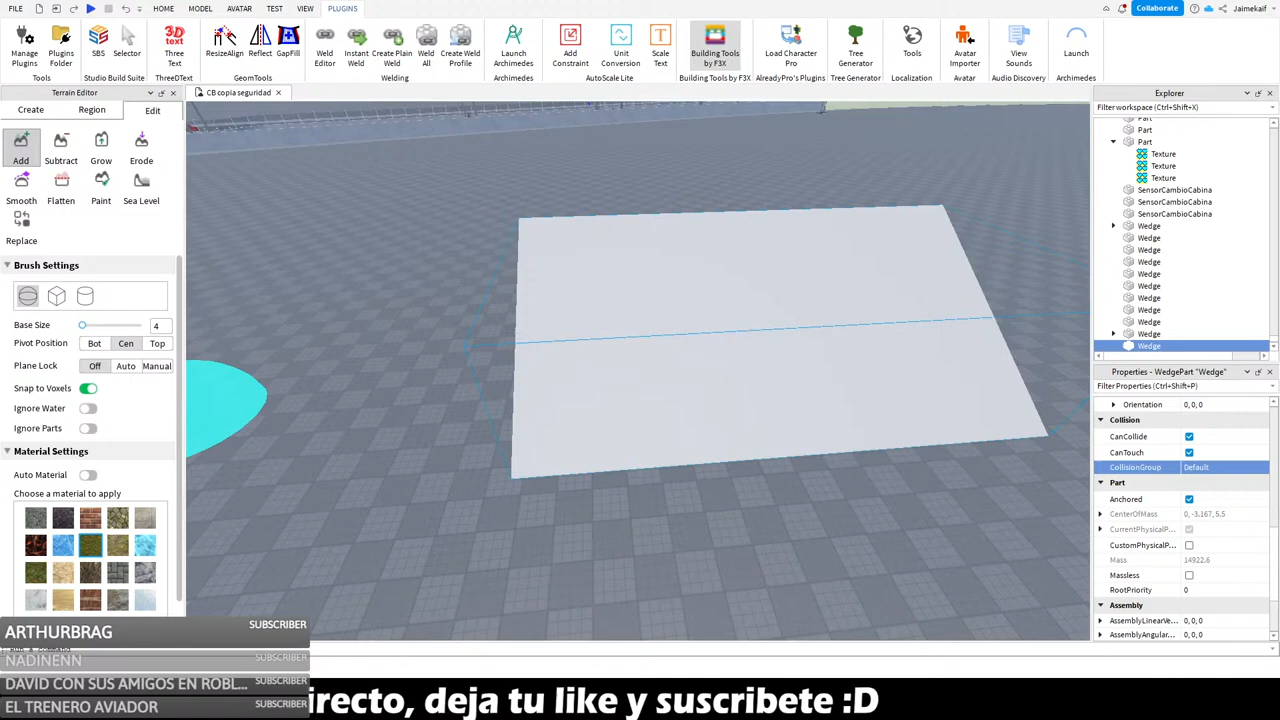 FILE HOME MODEL AVATAR TEST VIEW PLUGINS Collaborate Jaimekaif
Manage Plugins Plugins Folder SBS Selector Three Text ResizeAlign Reflect GapFill Weld Editor Instant Weld Create Plain Weld Weld All Create Weld Profile Launch Archimedes Add Constraint Unit Conversion Scale Text Building Tools by F3X Load Character Pro Tree Generator Tools Avatar Importer View Sounds Launch
Tools Studio Build Suite ThreeDText GeomTools Welding Archimedes AutoScale Lite Building Tools by F3X AlreadyPro's Plugins Tree Generator Localization Avatar Audio Discovery Archimedes
Terrain Editor
CB copia seguridad
Create Region Edit
Add Subtract Grow Erode
Smooth Flatten Paint Sea Level
Replace
Brush Settings
Base Size 4
Pivot Position Bot Cen Top
Plane Lock Off Auto Manual
Snap to Voxels
Ignore Water
Ignore Parts
Material Settings
Auto Material
Choose a material to apply
ARTHURBRAG SUBSCRIBER
NADINENN SUBSCRIBER
DAVID CON SUS AMIGOS EN ROBL... SUBSCRIBER
EL TRENERO AVIADOR SUBSCRIBER
irecto, deja tu like y suscribete :D
Explorer
Filter workspace (Ctrl+Shift+X)
Part
Part
Part
Texture
Texture
Texture
SensorCambioCabina
SensorCambioCabina
SensorCambioCabina
Wedge
Wedge
Wedge
Wedge
Wedge
Wedge
Wedge
Wedge
Wedge
Wedge
Wedge
Properties - WedgePart "Wedge"
Filter Properties (Ctrl+Shift+P)
Orientation 0, 0, 0
Collision
CanCollide
CanTouch
CollisionGroup Default
Part
Anchored
CenterOfMass 0, -3.167, 5.5
CurrentPhysicalP...
CustomPhysicalP...
Mass 14922.6
Massless
RootPriority 0
Assembly
AssemblyLinearVe... 0, 0, 0
AssemblyAngular... 0, 0, 0